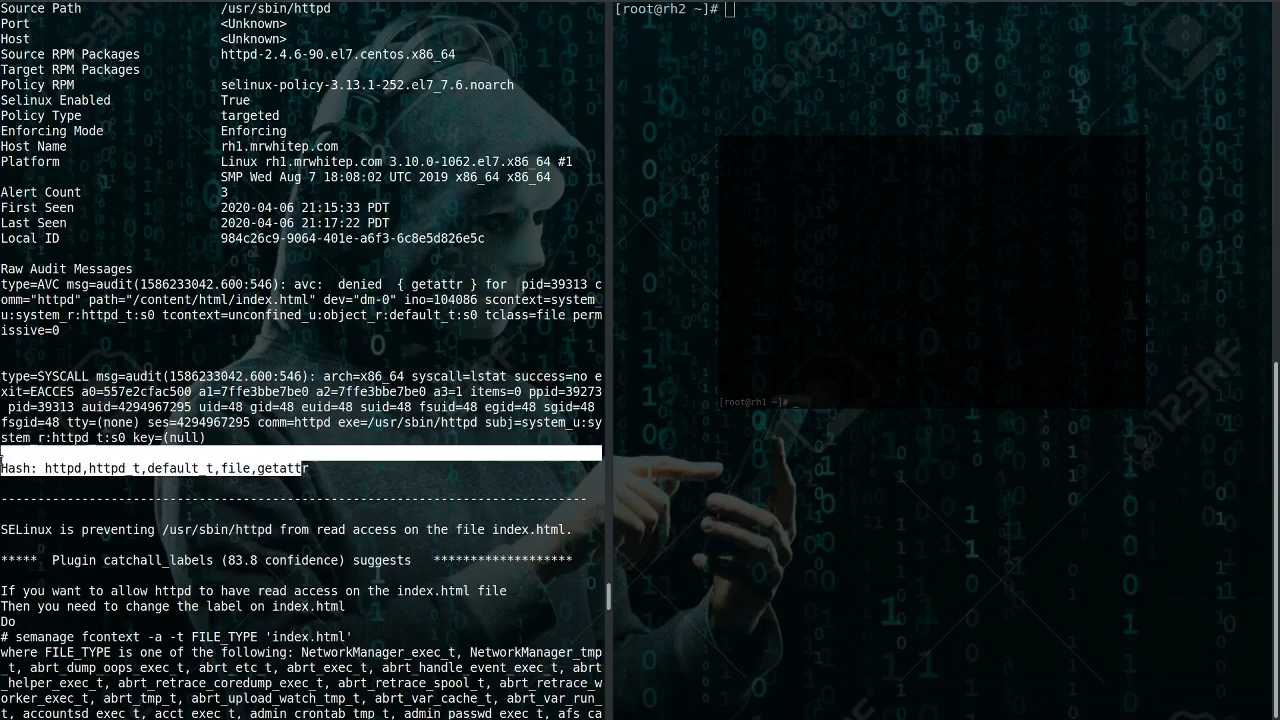 Source Path                   /usr/sbin/httpd
Port                          <Unknown>
Host                          <Unknown>
Source RPM Packages           httpd-2.4.6-90.el7.centos.x86_64
Target RPM Packages
Policy RPM                    selinux-policy-3.13.1-252.el7_7.6.noarch
Selinux Enabled               True
Policy Type                   targeted
Enforcing Mode                Enforcing
Host Name                     rh1.mrwhitep.com
Platform                      Linux rh1.mrwhitep.com 3.10.0-1062.el7.x86_64 #1
                              SMP Wed Aug 7 18:08:02 UTC 2019 x86_64 x86_64
Alert Count                   3
First Seen                    2020-04-06 21:15:33 PDT
Last Seen                     2020-04-06 21:17:22 PDT
Local ID                      984c26c9-9064-401e-a6f3-6c8e5d826e5c
Raw Audit Messages
type=AVC msg=audit(1586233042.600:546): avc:  denied  { getattr } for  pid=39313 c
omm="httpd" path="/content/html/index.html" dev="dm-0" ino=104086 scontext=system_
u:system_r:httpd_t:s0 tcontext=unconfined_u:object_r:default_t:s0 tclass=file perm
issive=0
type=SYSCALL msg=audit(1586233042.600:546): arch=x86_64 syscall=lstat success=no e
xit=EACCES a0=557e2cfac500 a1=7ffe3bbe7be0 a2=7ffe3bbe7be0 a3=1 items=0 ppid=39273
 pid=39313 auid=4294967295 uid=48 gid=48 euid=48 suid=48 fsuid=48 egid=48 sgid=48
fsgid=48 tty=(none) ses=4294967295 comm=httpd exe=/usr/sbin/httpd subj=system_u:sy
stem_r:httpd_t:s0 key=(null)
Hash: httpd,httpd_t,default_t,file,getattr
--------------------------------------------------------------------------------
SELinux is preventing /usr/sbin/httpd from read access on the file index.html.
*****  Plugin catchall_labels (83.8 confidence) suggests   *******************
If you want to allow httpd to have read access on the index.html file
Then you need to change the label on index.html
Do
# semanage fcontext -a -t FILE_TYPE 'index.html'
where FILE_TYPE is one of the following: NetworkManager_exec_t, NetworkManager_tmp
_t, abrt_dump_oops_exec_t, abrt_etc_t, abrt_exec_t, abrt_handle_event_exec_t, abrt
_helper_exec_t, abrt_retrace_coredump_exec_t, abrt_retrace_spool_t, abrt_retrace_w
orker_exec_t, abrt_tmp_t, abrt_upload_watch_tmp_t, abrt_var_cache_t, abrt_var_run_
t, accountsd_exec_t, acct_exec_t, admin_crontab_tmp_t, admin_passwd_exec_t, afs_ca
[root@rh2 ~]#
[root@rh1 ~]# _